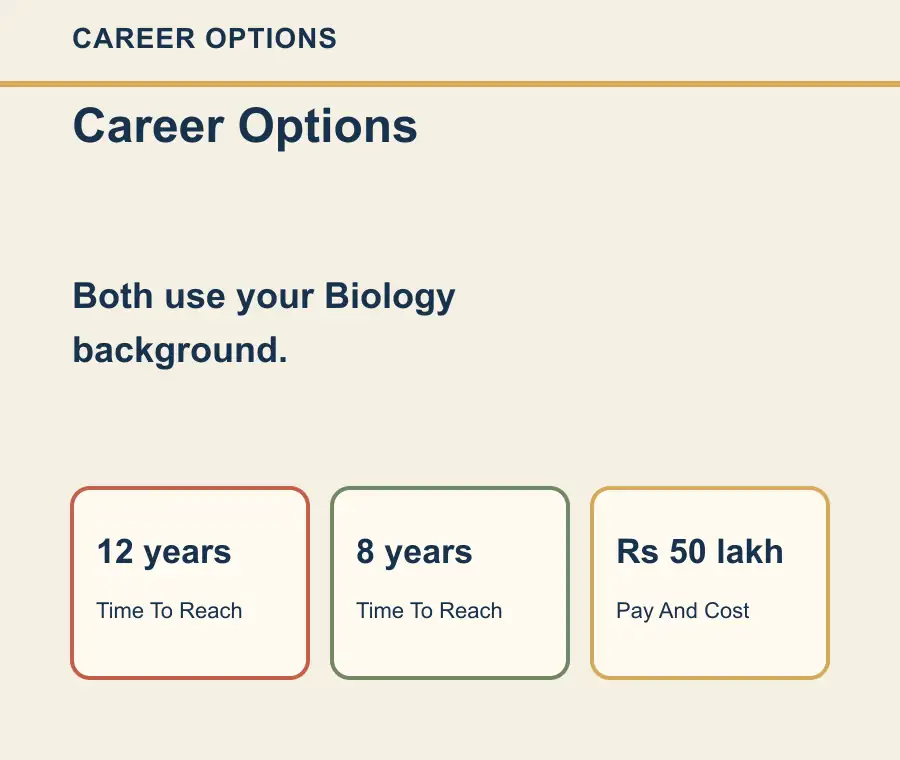 CAREER OPTIONS
Career Options
Both use your Biology
background.
12 years
Time To Reach
8 years
Time To Reach
Rs 50 lakh
Pay And Cost